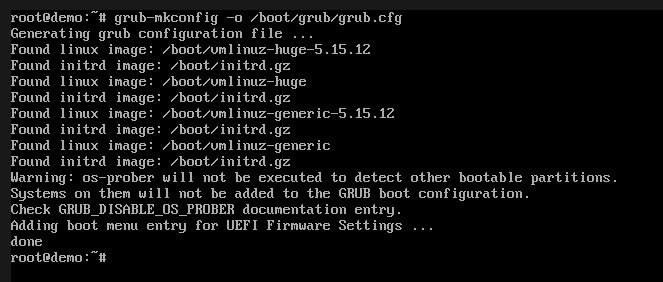 root@demo:~# grub-mkconfig -o /boot/grub/grub.cfg
Generating grub configuration file ...
Found linux image: /boot/vmlinuz-huge-5.15.12
Found initrd image: /boot/initrd.gz
Found linux image: /boot/vmlinuz-huge
Found initrd image: /boot/initrd.gz
Found linux image: /boot/vmlinuz-generic-5.15.12
Found initrd image: /boot/initrd.gz
Found linux image: /boot/vmlinuz-generic
Found initrd image: /boot/initrd.gz
Warning: os-prober will not be executed to detect other bootable partitions.
Systems on them will not be added to the GRUB boot configuration.
Check GRUB_DISABLE_OS_PROBER documentation entry.
Adding boot menu entry for UEFI Firmware Settings ...
done
root@demo:~#